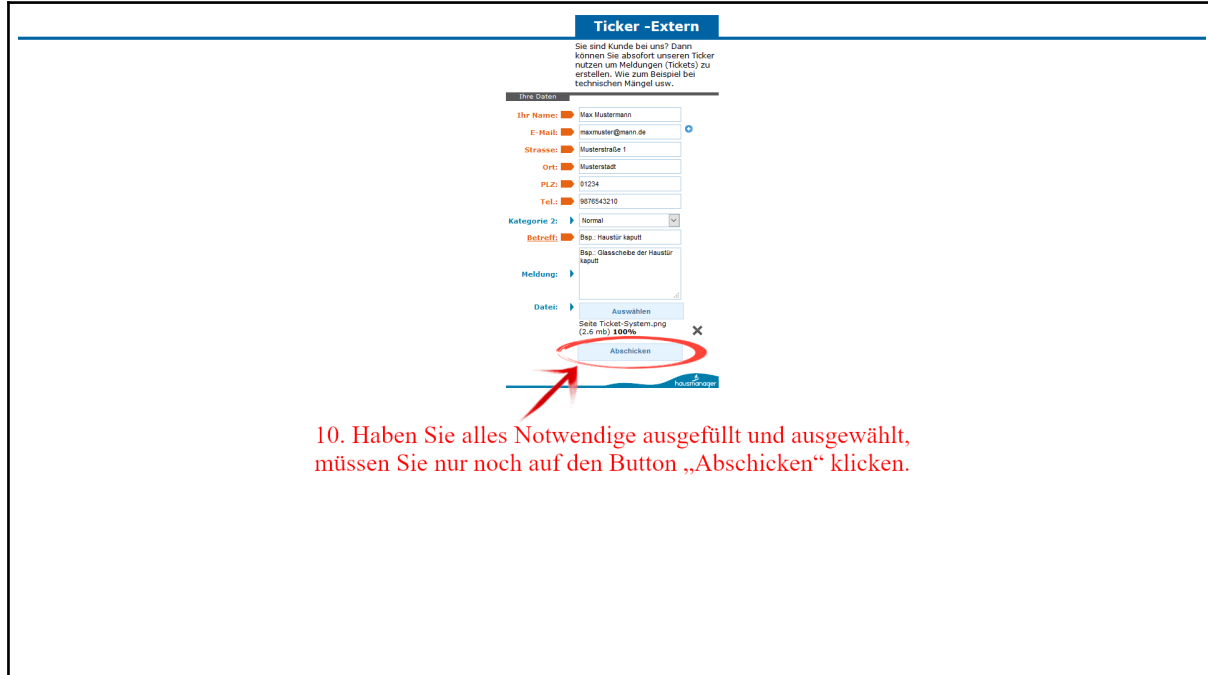 Ticker -Extern
Sie sind Kunde bei uns? Dann
können Sie absofort unseren Ticker
nutzen um Meldungen (Tickets) zu
erstellen. Wie zum Beispiel bei
technischen Mängel usw.
Ihre Daten
Ihr Name: Max Mustermann
E-Mail: maxmuster@mann.de
Strasse: Musterstraße 1
Ort: Musterstadt
PLZ: 01234
Tel.: 9876543210
Kategorie 2: Normal
Betreff: Bsp.: Haustür kaputt
Bsp.: Glasscheibe der Haustür
kaputt
Meldung:
Datei: Auswählen
Seite Ticket-System.png
(2.6 mb) 100%
Abschicken
hausmanager
10. Haben Sie alles Notwendige ausgefüllt und ausgewählt,
müssen Sie nur noch auf den Button „Abschicken“ klicken.